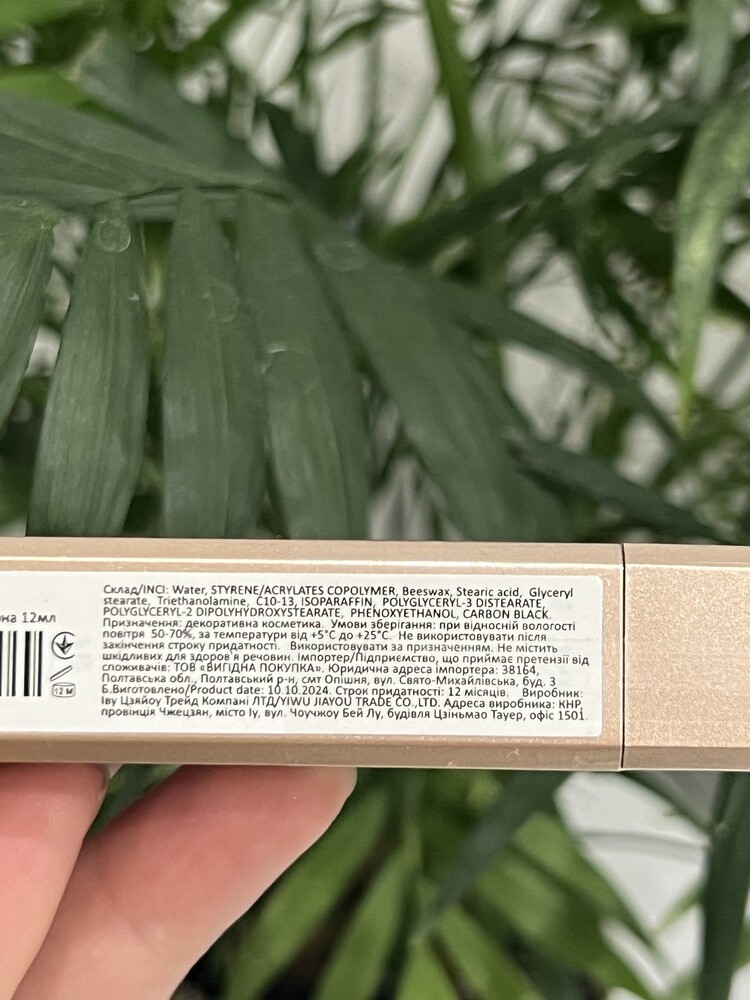 она 12мл
Склад/INCI: Water, STYRENE/ACRYLATES COPOLYMER, Beeswax, Stearic acid, Glyceryl
stearate, Triethanolamine, C10-13, ISOPARAFFIN, POLYGLYCERYL-3 DISTEARATE,
POLYGLYCERYL-2 DIPOLYHYDROXYSTEARATE, PHENOXYETHANOL, CARBON BLACK.
Призначення: декоративна косметика. Умови зберігання: при відносній вологості
повітря 50-70%, за температури від +5°C до +25°C. Не використовувати після
закінчення строку придатності. Використовувати за призначенням. Не містить
шкідливих для здоров'я речовин. Імпортер/Підприємство, що приймає претензії від
споживачів: ТОВ «ВИГІДНА ПОКУПКА». Юридична адреса імпортера: 38164,
Полтавська обл., Полтавський р-н, смт Опішня, вул. Свято-Михайлівська, буд. 3
Б.Виготовлено/Product date: 10.10.2024. Строк придатності: 12 місяців. Виробник:
Іву Цзяйоу Трейд Компані ЛТД/YIWU JIAYOU TRADE CO.,LTD. Адреса виробника: КНР,
провінція Чжецзян, місто Іу, вул. Чоучжоу Бей Лу, будівля Цзіньмао Тауер, офіс 1501.
12 M